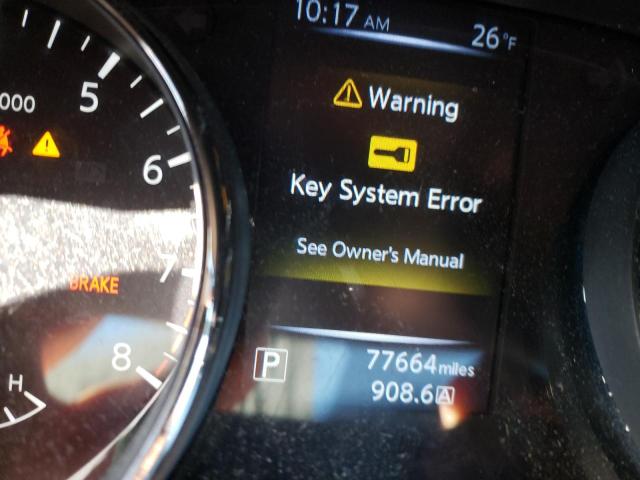 10:17 AM 26°F
000
5
Warning
6
Key System Error
See Owner's Manual
7
BRAKE
8
P 77664 miles
H
908.6 A